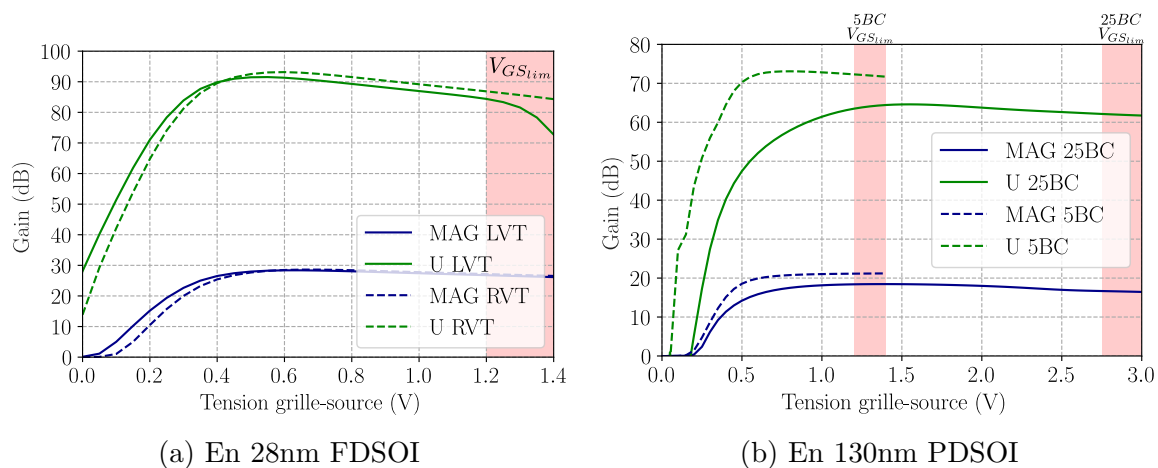 100
90
80
70
60
50
40
30
20
10
0
Gain (dB)
V_{GS_{lim}}
MAG LVT
U LVT
MAG RVT
U RVT
0.0 0.2 0.4 0.6 0.8 1.0 1.2 1.4
Tension grille-source (V)
(a) En 28nm FDSOI
5BC
V_{GS_{lim}}
25BC
V_{GS_{lim}}
80
70
60
50
40
30
20
10
0
Gain (dB)
MAG 25BC
U 25BC
MAG 5BC
U 5BC
0.0 0.5 1.0 1.5 2.0 2.5 3.0
Tension grille-source (V)
(b) En 130nm PDSOI